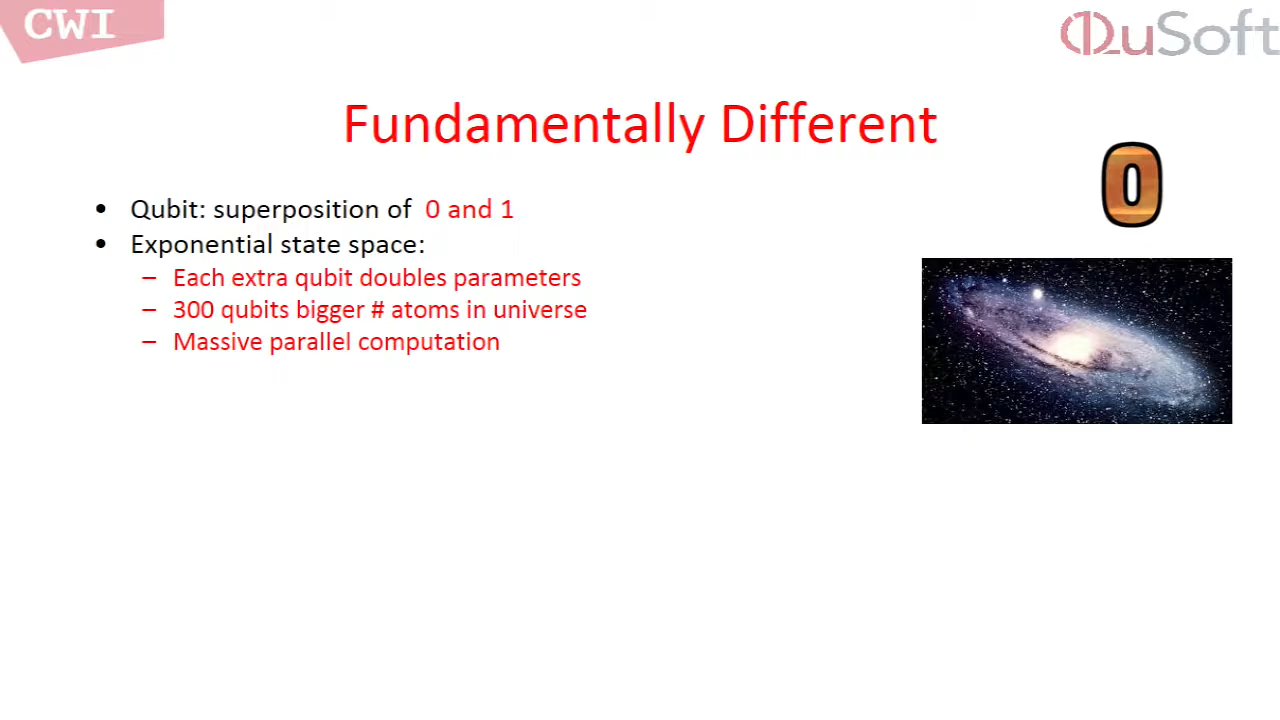 CWI
QuSoft
Fundamentally Different
0
• Qubit: superposition of 0 and 1
• Exponential state space:
– Each extra qubit doubles parameters
– 300 qubits bigger # atoms in universe
– Massive parallel computation